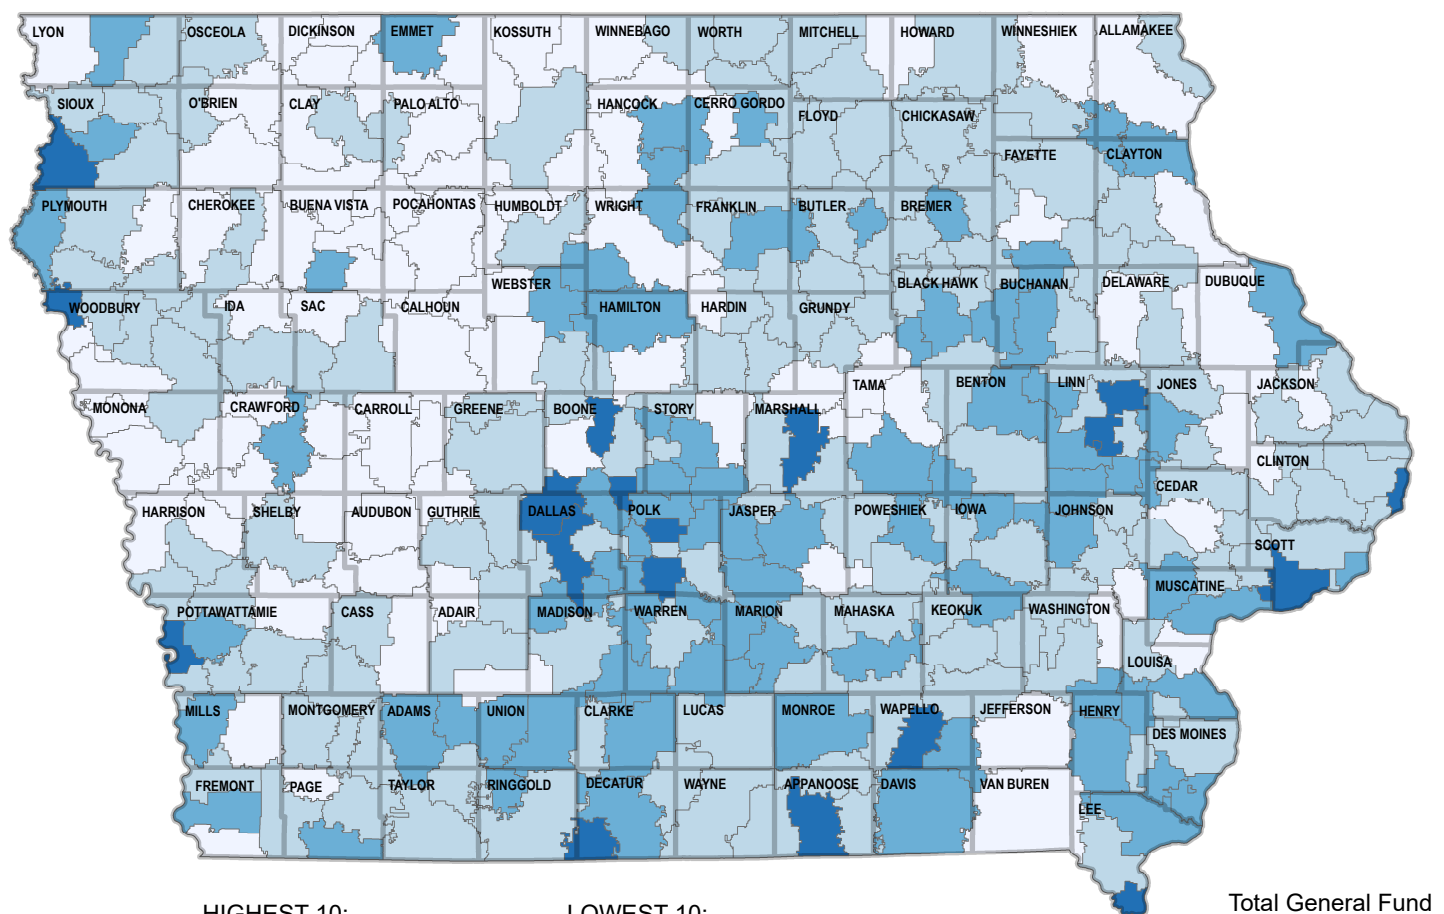 LYON OSCEOLA DICKINSON EMMET KOSSUTH WINNEBAGO WORTH MITCHELL HOWARD WINNESHIEK ALLAMAKEE
SIOUX O'BRIEN CLAY PALO ALTO HANCOCK CERRO GORDO FLOYD CHICKASAW
FAYETTE CLAYTON
PLYMOUTH CHEROKEE BUENA VISTA POCAHONTAS HUMBOLDT WRIGHT FRANKLIN BUTLER BREMER
WEBSTER BLACK HAWK BUCHANAN DELAWARE DUBUQUE
WOODBURY IDA SAC CALHOUN HAMILTON HARDIN GRUNDY
TAMA BENTON LINN JONES JACKSON
MONONA CRAWFORD CARROLL GREENE BOONE STORY MARSHALL
CLINTON
CEDAR
HARRISON SHELBY AUDUBON GUTHRIE DALLAS POLK JASPER POWESHIEK IOWA JOHNSON
SCOTT
MUSCATINE
POTTAWATTAMIE CASS ADAIR MADISON WARREN MARION MAHASKA KEOKUK WASHINGTON
LOUISA
MILLS MONTGOMERY ADAMS UNION CLARKE LUCAS MONROE WAPELLO JEFFERSON HENRY
DES MOINES
FREMONT PAGE TAYLOR RINGGOLD DECATUR WAYNE APPANOOSE DAVIS VAN BUREN
LEE
HIGHEST 10: LOWEST 10: Total General Fund